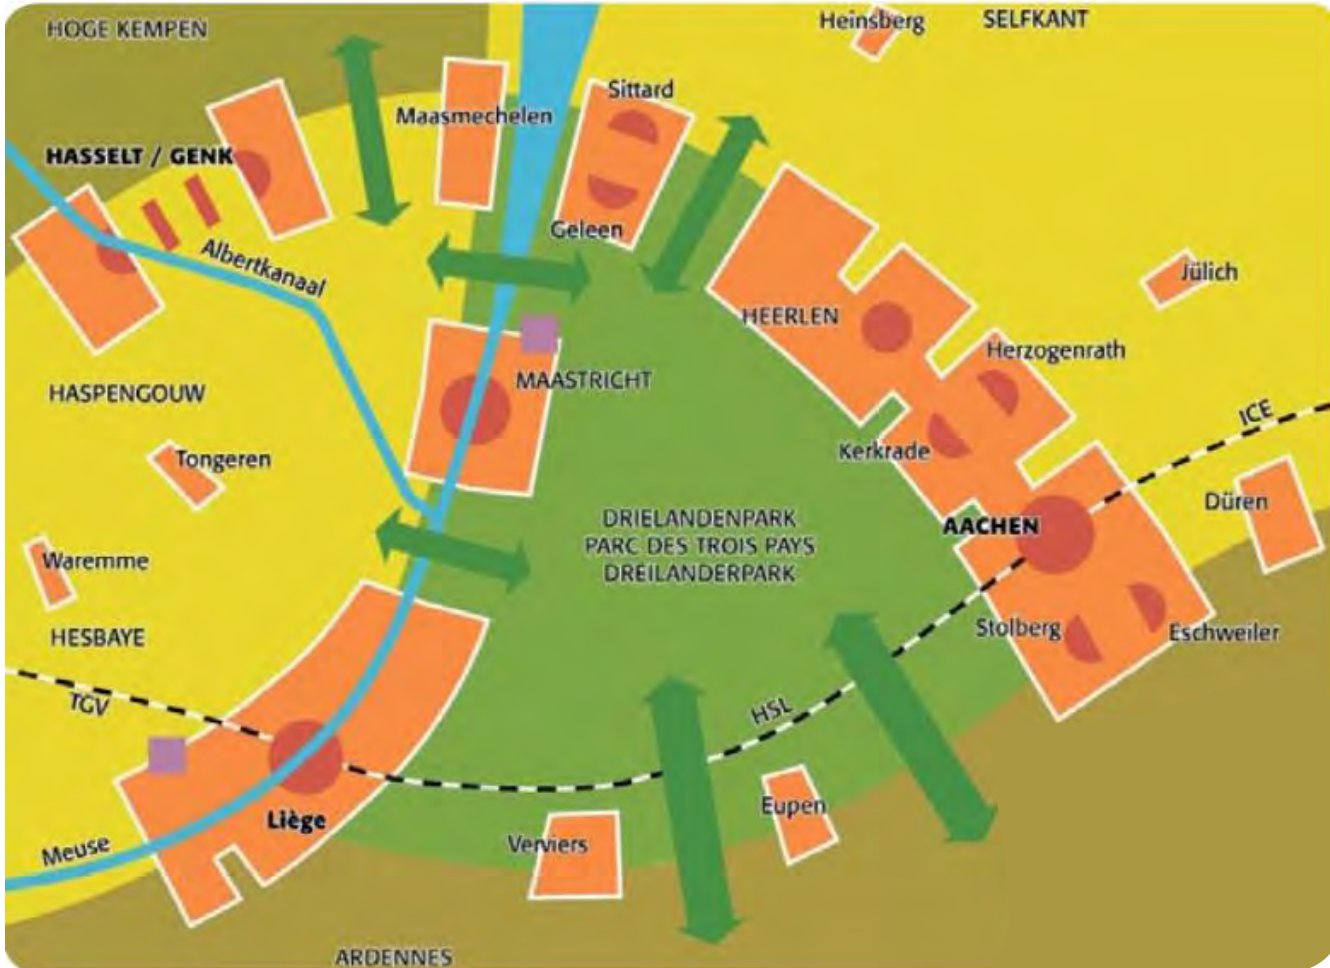 HOGE KEMPEN
Heinsberg
SELFKANT
Sittard
Maasmechelen
HASSELT / GENK
Geleen
Albertkanaal
Jülich
HEERLEN
Herzogenrath
MAASTRICHT
HASPENGOUW
ICE
Tongeren
Kerkrade
Düren
DRIELANDENPARK
PARC DES TROIS PAYS
DREILANDERPARK
AACHEN
Waremme
HESBAYE
Stolberg
Eschweiler
TGV
HSL
Eupen
Liège
Verviers
Meuse
ARDENNES